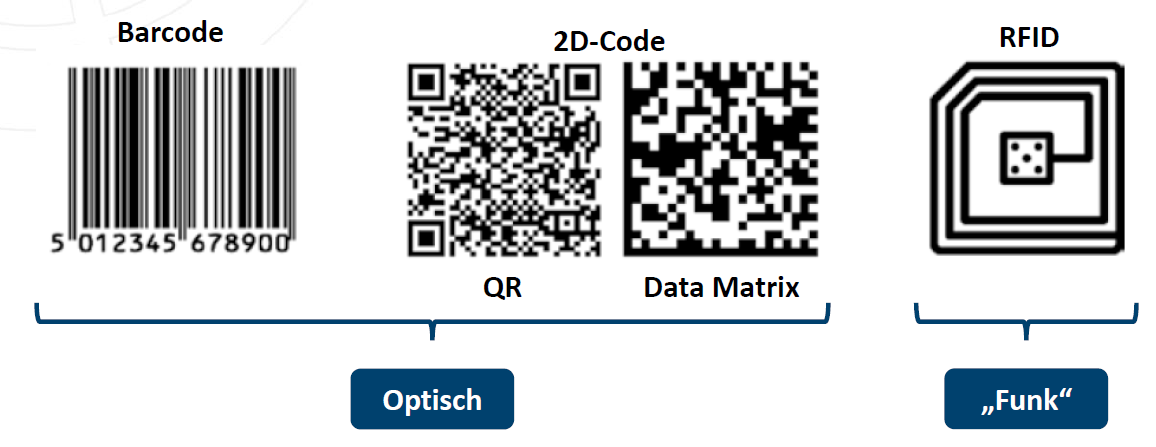 Barcode
2D-Code
RFID
5 012345 678900
QR
Data Matrix
Optisch
„Funk“